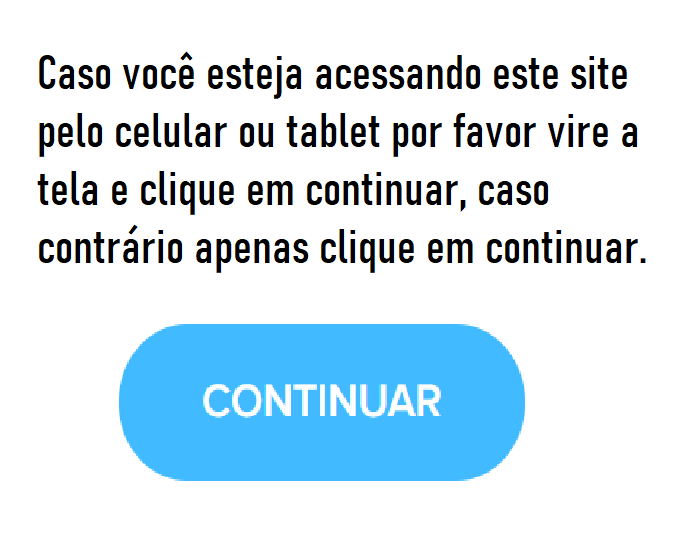 Caso você esteja acessando este site
pelo celular ou tablet por favor vire a
tela e clique em continuar, caso
contrário apenas clique em continuar.
CONTINUAR